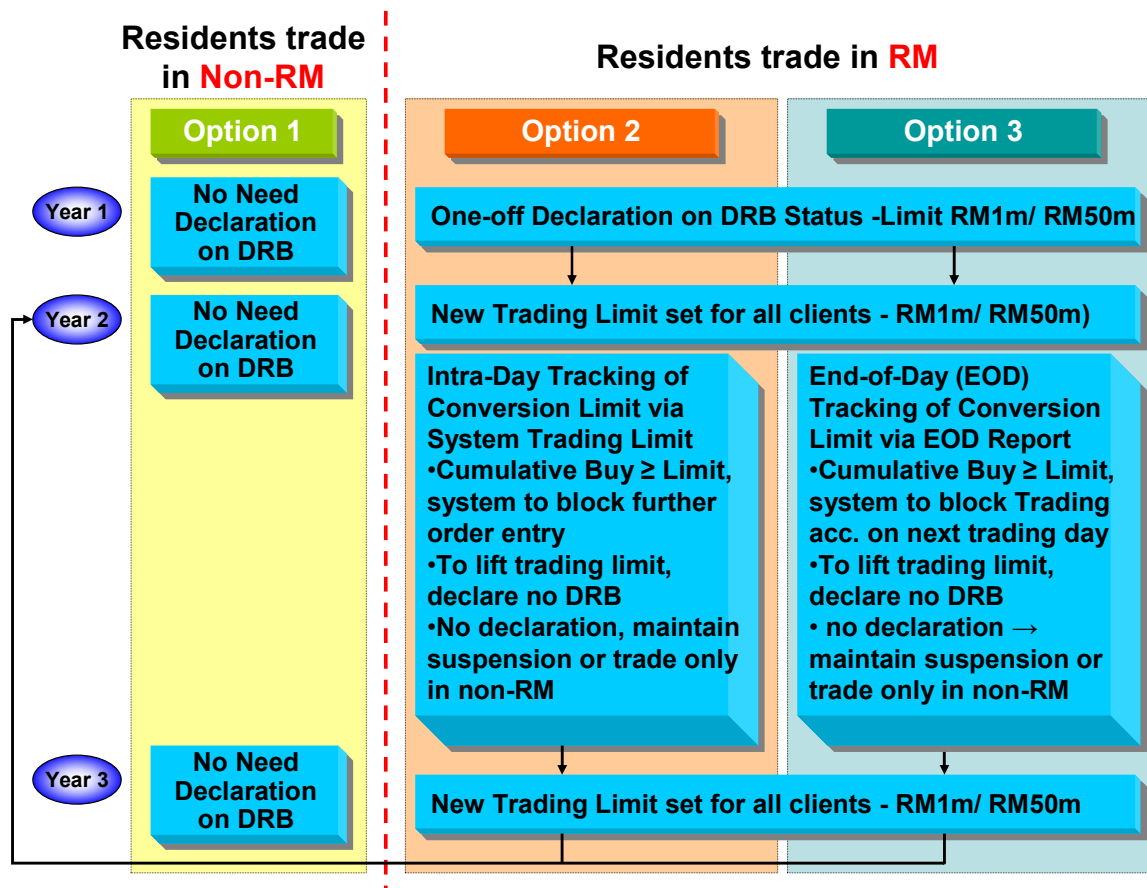 Residents trade
in Non-RM
Residents trade in RM
Option 1
Option 2
Option 3
Year 1
No Need
Declaration
on DRB
One-off Declaration on DRB Status -Limit RM1m/ RM50m
Year 2
No Need
Declaration
on DRB
New Trading Limit set for all clients - RM1m/ RM50m)
Intra-Day Tracking of
Conversion Limit via
System Trading Limit
•Cumulative Buy ≥ Limit,
system to block further
order entry
•To lift trading limit,
declare no DRB
•No declaration, maintain
suspension or trade only
in non-RM
End-of-Day (EOD)
Tracking of Conversion
Limit via EOD Report
•Cumulative Buy ≥ Limit,
system to block Trading
acc. on next trading day
•To lift trading limit,
declare no DRB
• no declaration →
maintain suspension or
trade only in non-RM
Year 3
No Need
Declaration
on DRB
New Trading Limit set for all clients - RM1m/ RM50m